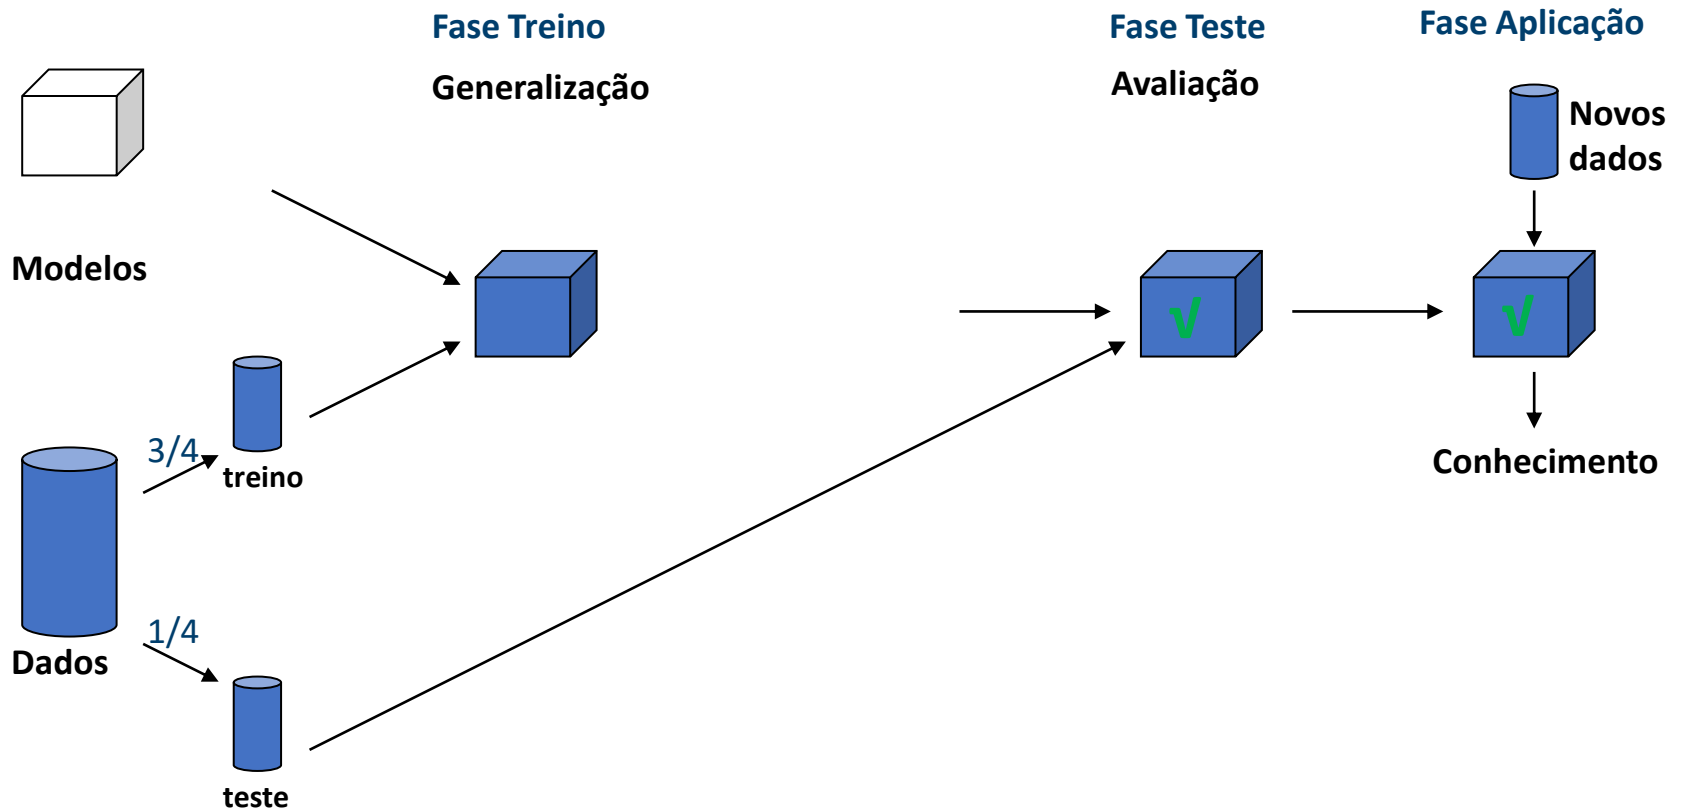 Fase Treino
Generalização
Fase Teste
Avaliação
Fase Aplicação
Novos
dados
Modelos
√
√
3/4
treino
Conhecimento
1/4
Dados
teste